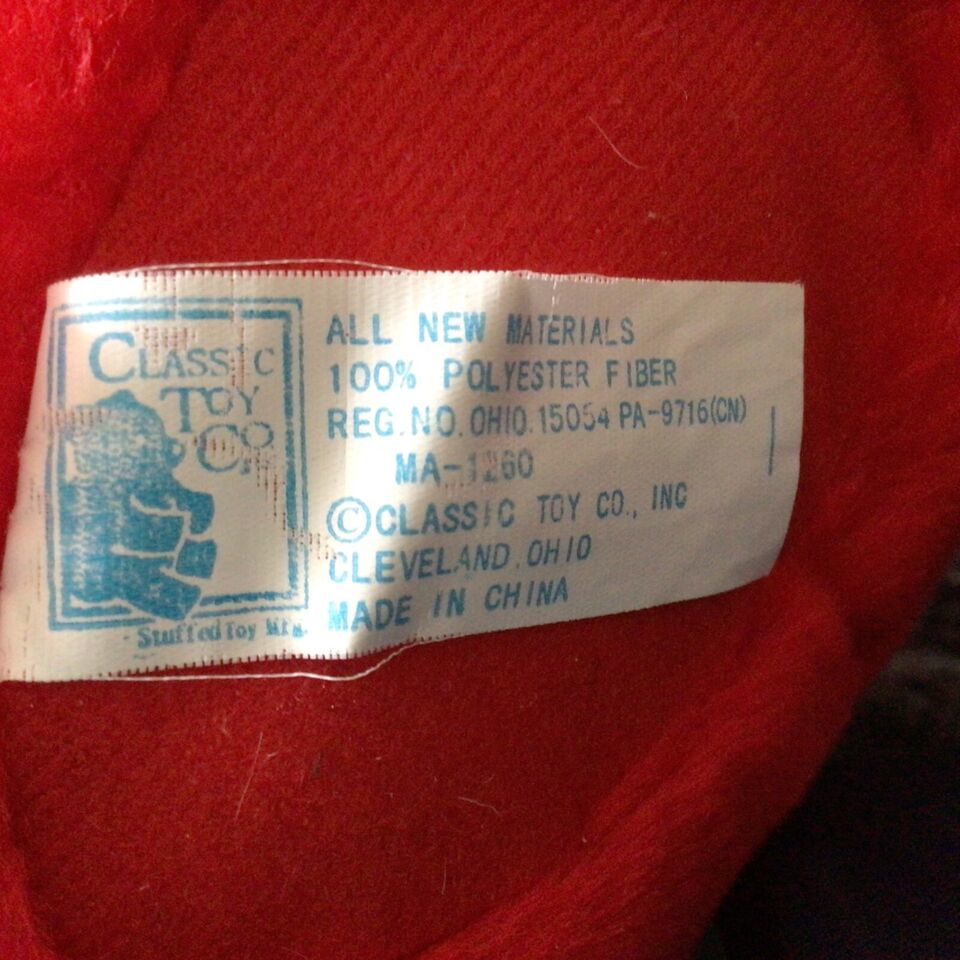 CLASSIC
TOY
CO.
Stuffed Toy Mfg.
ALL NEW MATERIALS
100% POLYESTER FIBER
REG.NO.OHIO.15054 PA-9716(CN)
MA-1260
©CLASSIC TOY CO., INC
CLEVELAND.OHIO
MADE IN CHINA